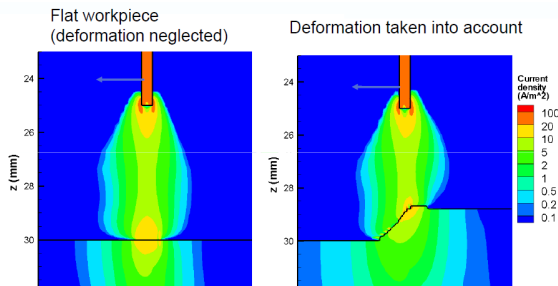 Flat workpiece
(deformation neglected)
Deformation taken into account
z (mm)
24
26
28
30
z (mm)
24
26
28
30
Current
density
(A/m^2)
100
20
10
5
2
1
0.5
0.2
0.1